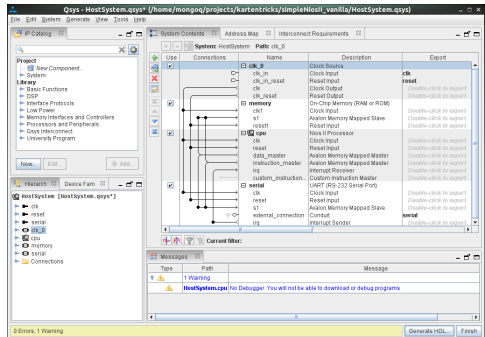 Qsys - HostSystem.qsys* (/home/mongoq/projects/kartentricks/simpleNiosII_vanilla/HostSystem.qsys)
File Edit System Generate View Tools Help
IP Catalog
Project
New Component...
System
Library
Basic Functions
DSP
Interface Protocols
Low Power
Memory Interfaces and Controllers
Processors and Peripherals
Qsys Interconnect
University Program
New... Edit... Add...
Hierarch Device Fam
HostSystem [HostSystem.qsys*]
clk
reset
serial
clk_0
cpu
memory
serial
Connections
System Contents Address Map Interconnect Requirements
System: HostSystem Path: clk_0
Use Connections Name Description Export
clk_0 Clock Source
clk_in Clock Input clk
clk_in_reset Reset Input reset
clk Clock Output Double-click to export
clk_reset Reset Output Double-click to export
memory On-Chip Memory (RAM or ROM)
clk1 Clock Input Double-click to export
s1 Avalon Memory Mapped Slave Double-click to export
reset1 Reset Input Double-click to export
cpu Nios II Processor
clk Clock Input Double-click to export
reset Reset Input Double-click to export
data_master Avalon Memory Mapped Master Double-click to export
instruction_master Avalon Memory Mapped Master Double-click to export
irq Interrupt Receiver Double-click to export
custom_instruction... Custom Instruction Master Double-click to export
serial UART (RS-232 Serial Port)
clk Clock Input Double-click to export
reset Reset Input Double-click to export
s1 Avalon Memory Mapped Slave Double-click to export
external_connection Conduit serial
irq Interrupt Sender Double-click to export
Current filter:
Messages
Type Path Message
1 Warning
HostSystem.cpu No Debugger. You will not be able to download or debug programs
0 Errors, 1 Warning
Generate HDL... Finish